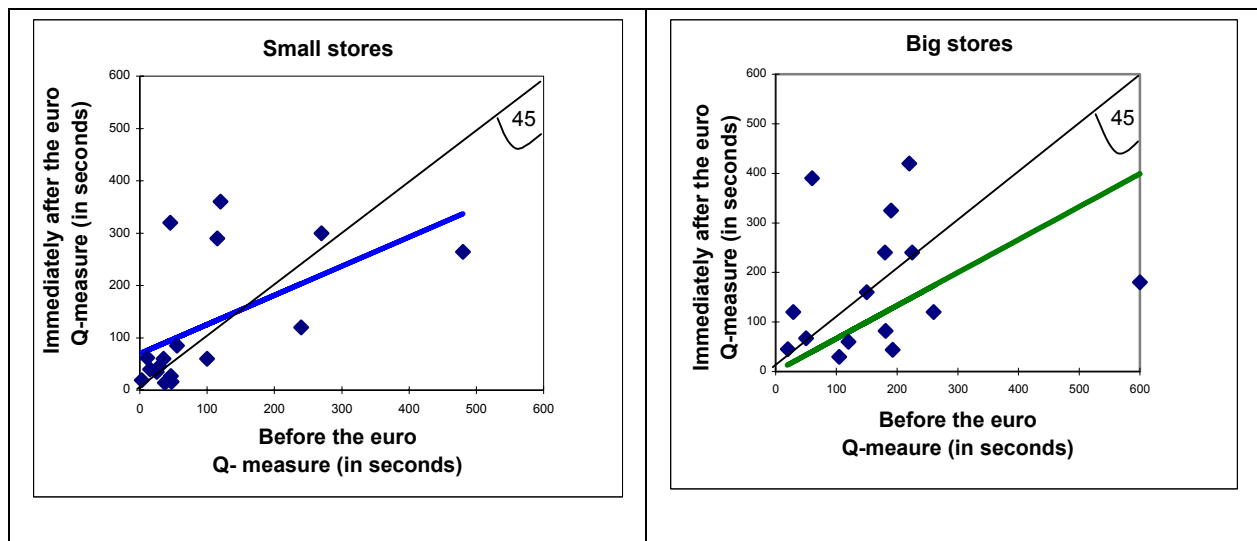 Small stores
Immediately after the euro
Q-measure (in seconds)
600
500
400
300
200
100
0
45
0 100 200 300 400 500 600
Before the euro
Q- measure (in seconds)
Big stores
Immediately after the euro
Q-measure (in seconds)
600
500
400
300
200
100
0
45
0 100 200 300 400 500 600
Before the euro
Q-meaure (in seconds)